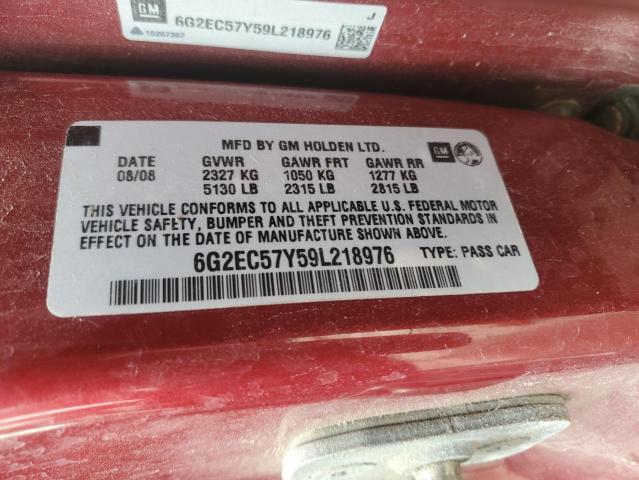 GM
6G2EC57Y59L218976
J
15267367
MFD BY GM HOLDEN LTD.
GM
DATE GVWR GAWR FRT GAWR RR
08/08 2327 KG 1050 KG 1277 KG
5130 LB 2315 LB 2815 LB
THIS VEHICLE CONFORMS TO ALL APPLICABLE U.S. FEDERAL MOTOR
VEHICLE SAFETY, BUMPER AND THEFT PREVENTION STANDARDS IN
EFFECT ON THE DATE OF MANUFACTURE SHOWN ABOVE.
6G2EC57Y59L218976 TYPE: PASS CAR